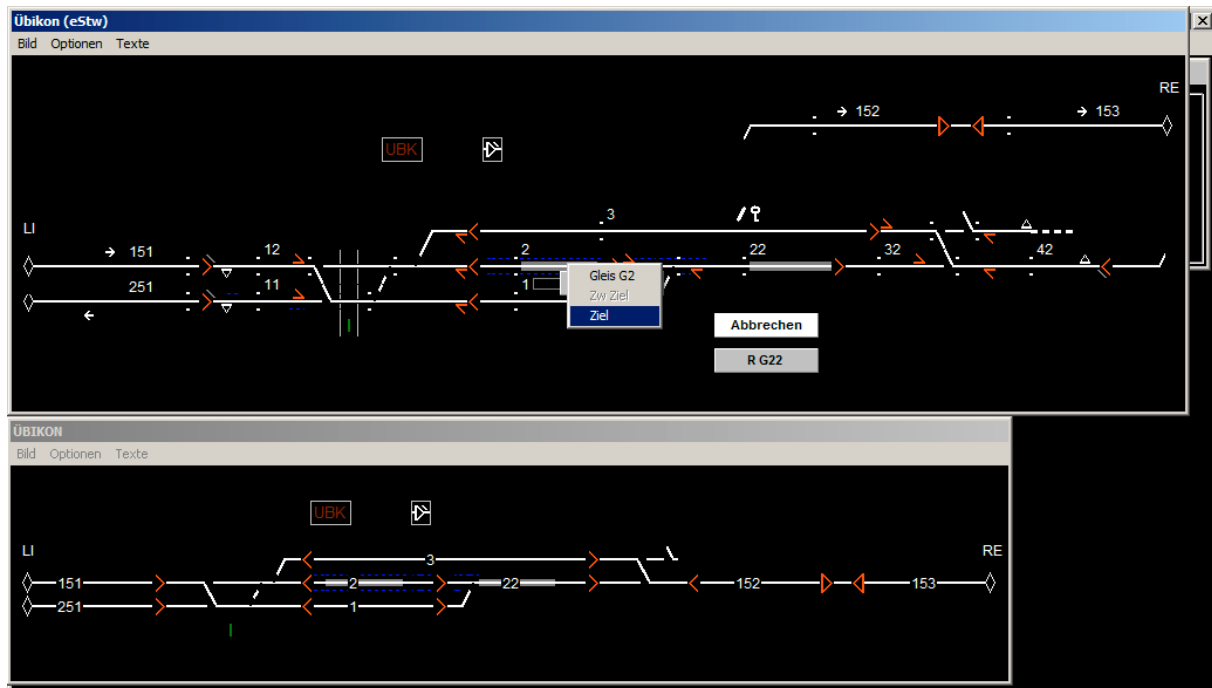 Übikon (eStw)
Bild Optionen Texte
RE
152 153
UBK
3
LI
151 12 2 22 32 42
251 11 1
Gleis G2
Zw Ziel
Ziel
Abbrechen
R G22
ÜBIKON
Bild Optionen Texte
UBK
LI RE
3
151 2 22 152 153
251 1